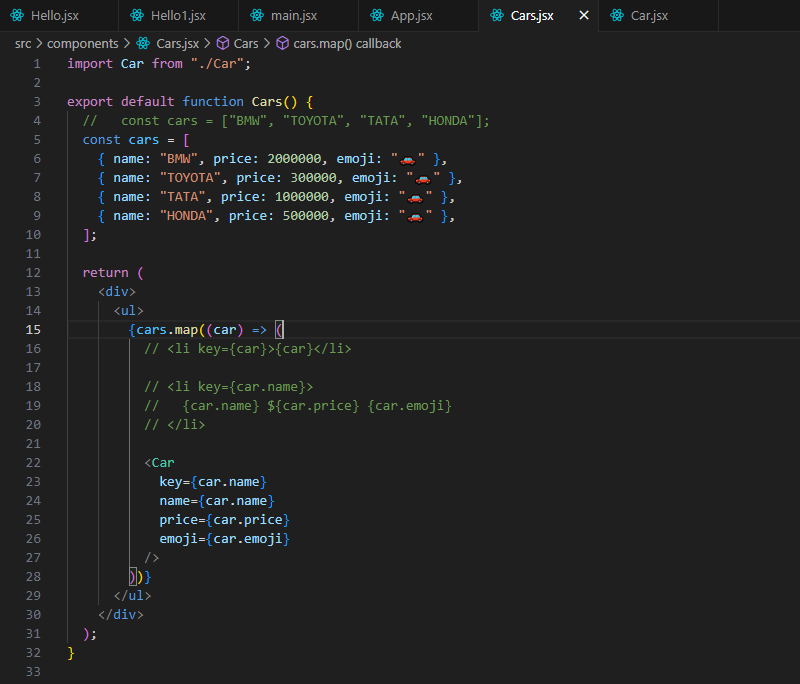 Hello.jsx Hello1.jsx main.jsx App.jsx Cars.jsx × Car.jsx
src > components > Cars.jsx > Cars > cars.map() callback
1 import Car from "./Car";
2
3 export default function Cars() {
4   //   const cars = ["BMW", "TOYOTA", "TATA", "HONDA"];
5   const cars = [
6     { name: "BMW", price: 2000000, emoji: "🚗" },
7     { name: "TOYOTA", price: 300000, emoji: "🚗" },
8     { name: "TATA", price: 1000000, emoji: "🚗" },
9     { name: "HONDA", price: 500000, emoji: "🚗" },
10   ];
11
12   return (
13     <div>
14       <ul>
15         {cars.map((car) => (
16           // <li key={car}>{car}</li>
17
18           // <li key={car.name}>
19           //   {car.name} ${car.price} {car.emoji}
20           // </li>
21
22           <Car
23             key={car.name}
24             name={car.name}
25             price={car.price}
26             emoji={car.emoji}
27           />
28         ))}
29       </ul>
30     </div>
31   );
32 }
33